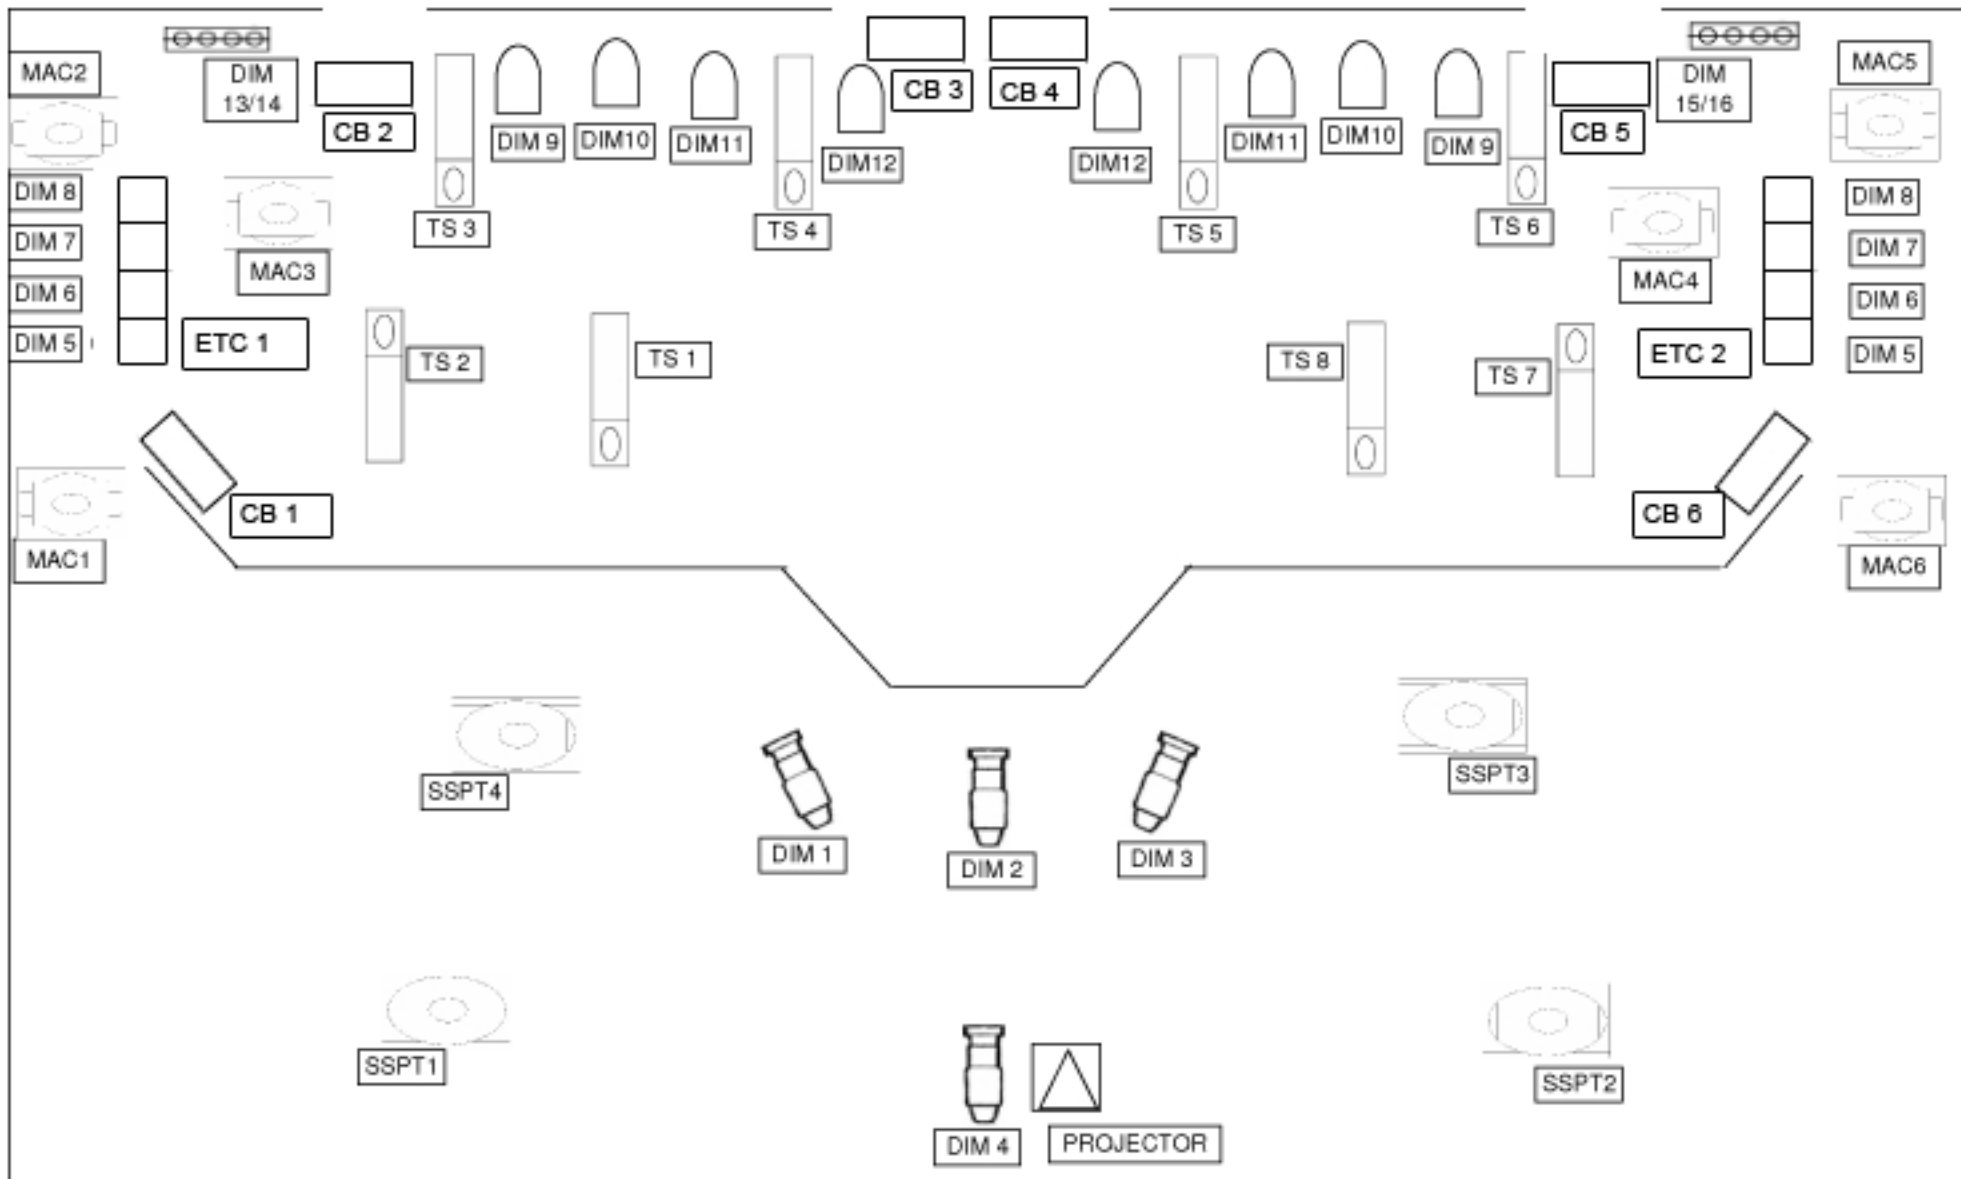 MAC2
DIM
13/14
CB 2
DIM 9
DIM10
DIM11
DIM12
CB 3
CB 4
DIM12
DIM11
DIM10
DIM 9
CB 5
DIM
15/16
MAC5
DIM 8
DIM 7
DIM 6
DIM 5
MAC3
ETC 1
TS 3
TS 4
TS 5
TS 6
MAC4
DIM 8
DIM 7
DIM 6
DIM 5
ETC 2
TS 2
TS 1
TS 8
TS 7
CB 1
CB 6
MAC1
MAC6
SSPT4
SSPT3
DIM 1
DIM 2
DIM 3
SSPT1
SSPT2
DIM 4
PROJECTOR